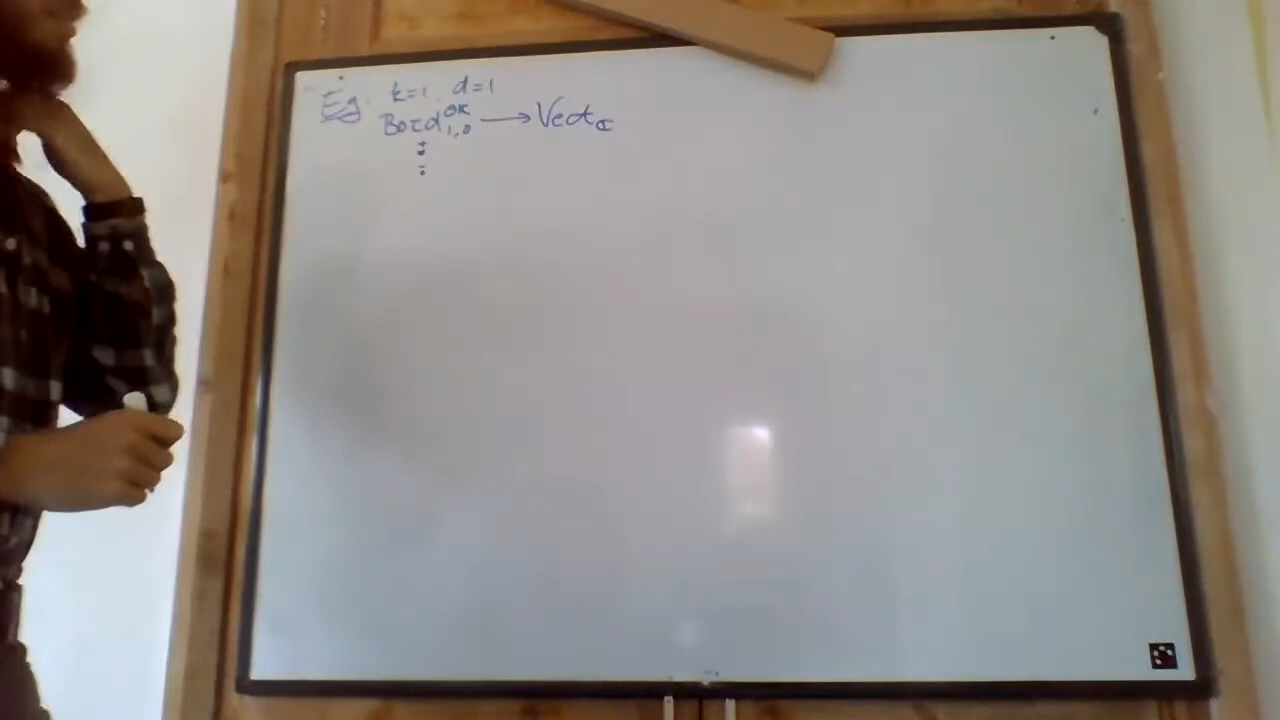 Eg. k=1 d=1
Bord^{OR}_{1,0} ⟶ Vect_ℂ
+
•
-
•